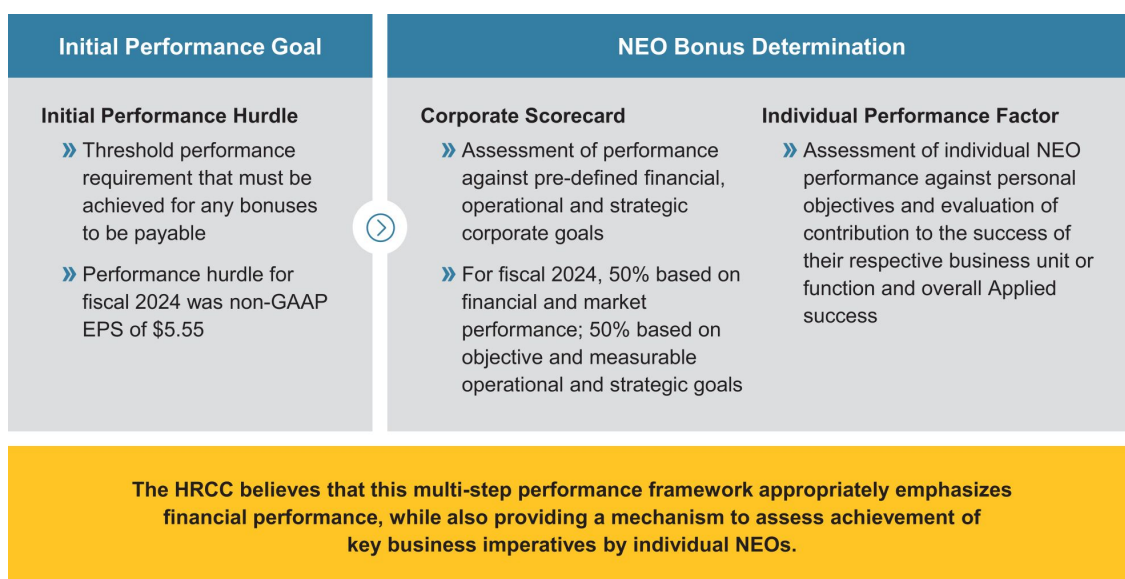 Initial Performance Goal
NEO Bonus Determination
Initial Performance Hurdle
» Threshold performance
requirement that must be
achieved for any bonuses
to be payable
» Performance hurdle for
fiscal 2024 was non-GAAP
EPS of $5.55
Corporate Scorecard
» Assessment of performance
against pre-defined financial,
operational and strategic
corporate goals
» For fiscal 2024, 50% based on
financial and market
performance; 50% based on
objective and measurable
operational and strategic goals
Individual Performance Factor
» Assessment of individual NEO
performance against personal
objectives and evaluation of
contribution to the success of
their respective business unit or
function and overall Applied
success
The HRCC believes that this multi-step performance framework appropriately emphasizes
financial performance, while also providing a mechanism to assess achievement of
key business imperatives by individual NEOs.